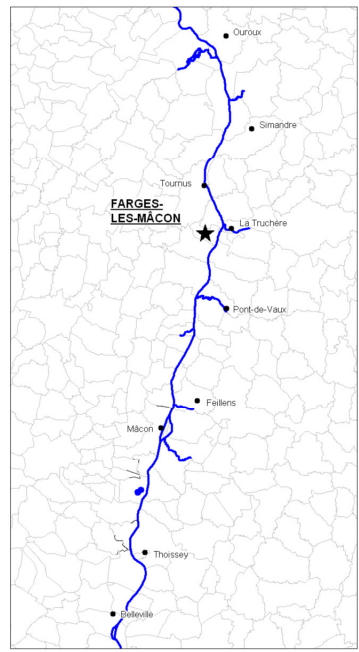 Ouroux
Simandre
Tournus
FARGES-
LES-MÂCON
La Truchère
Pont-de-Vaux
Feillens
Mâcon
Thoissey
Belleville